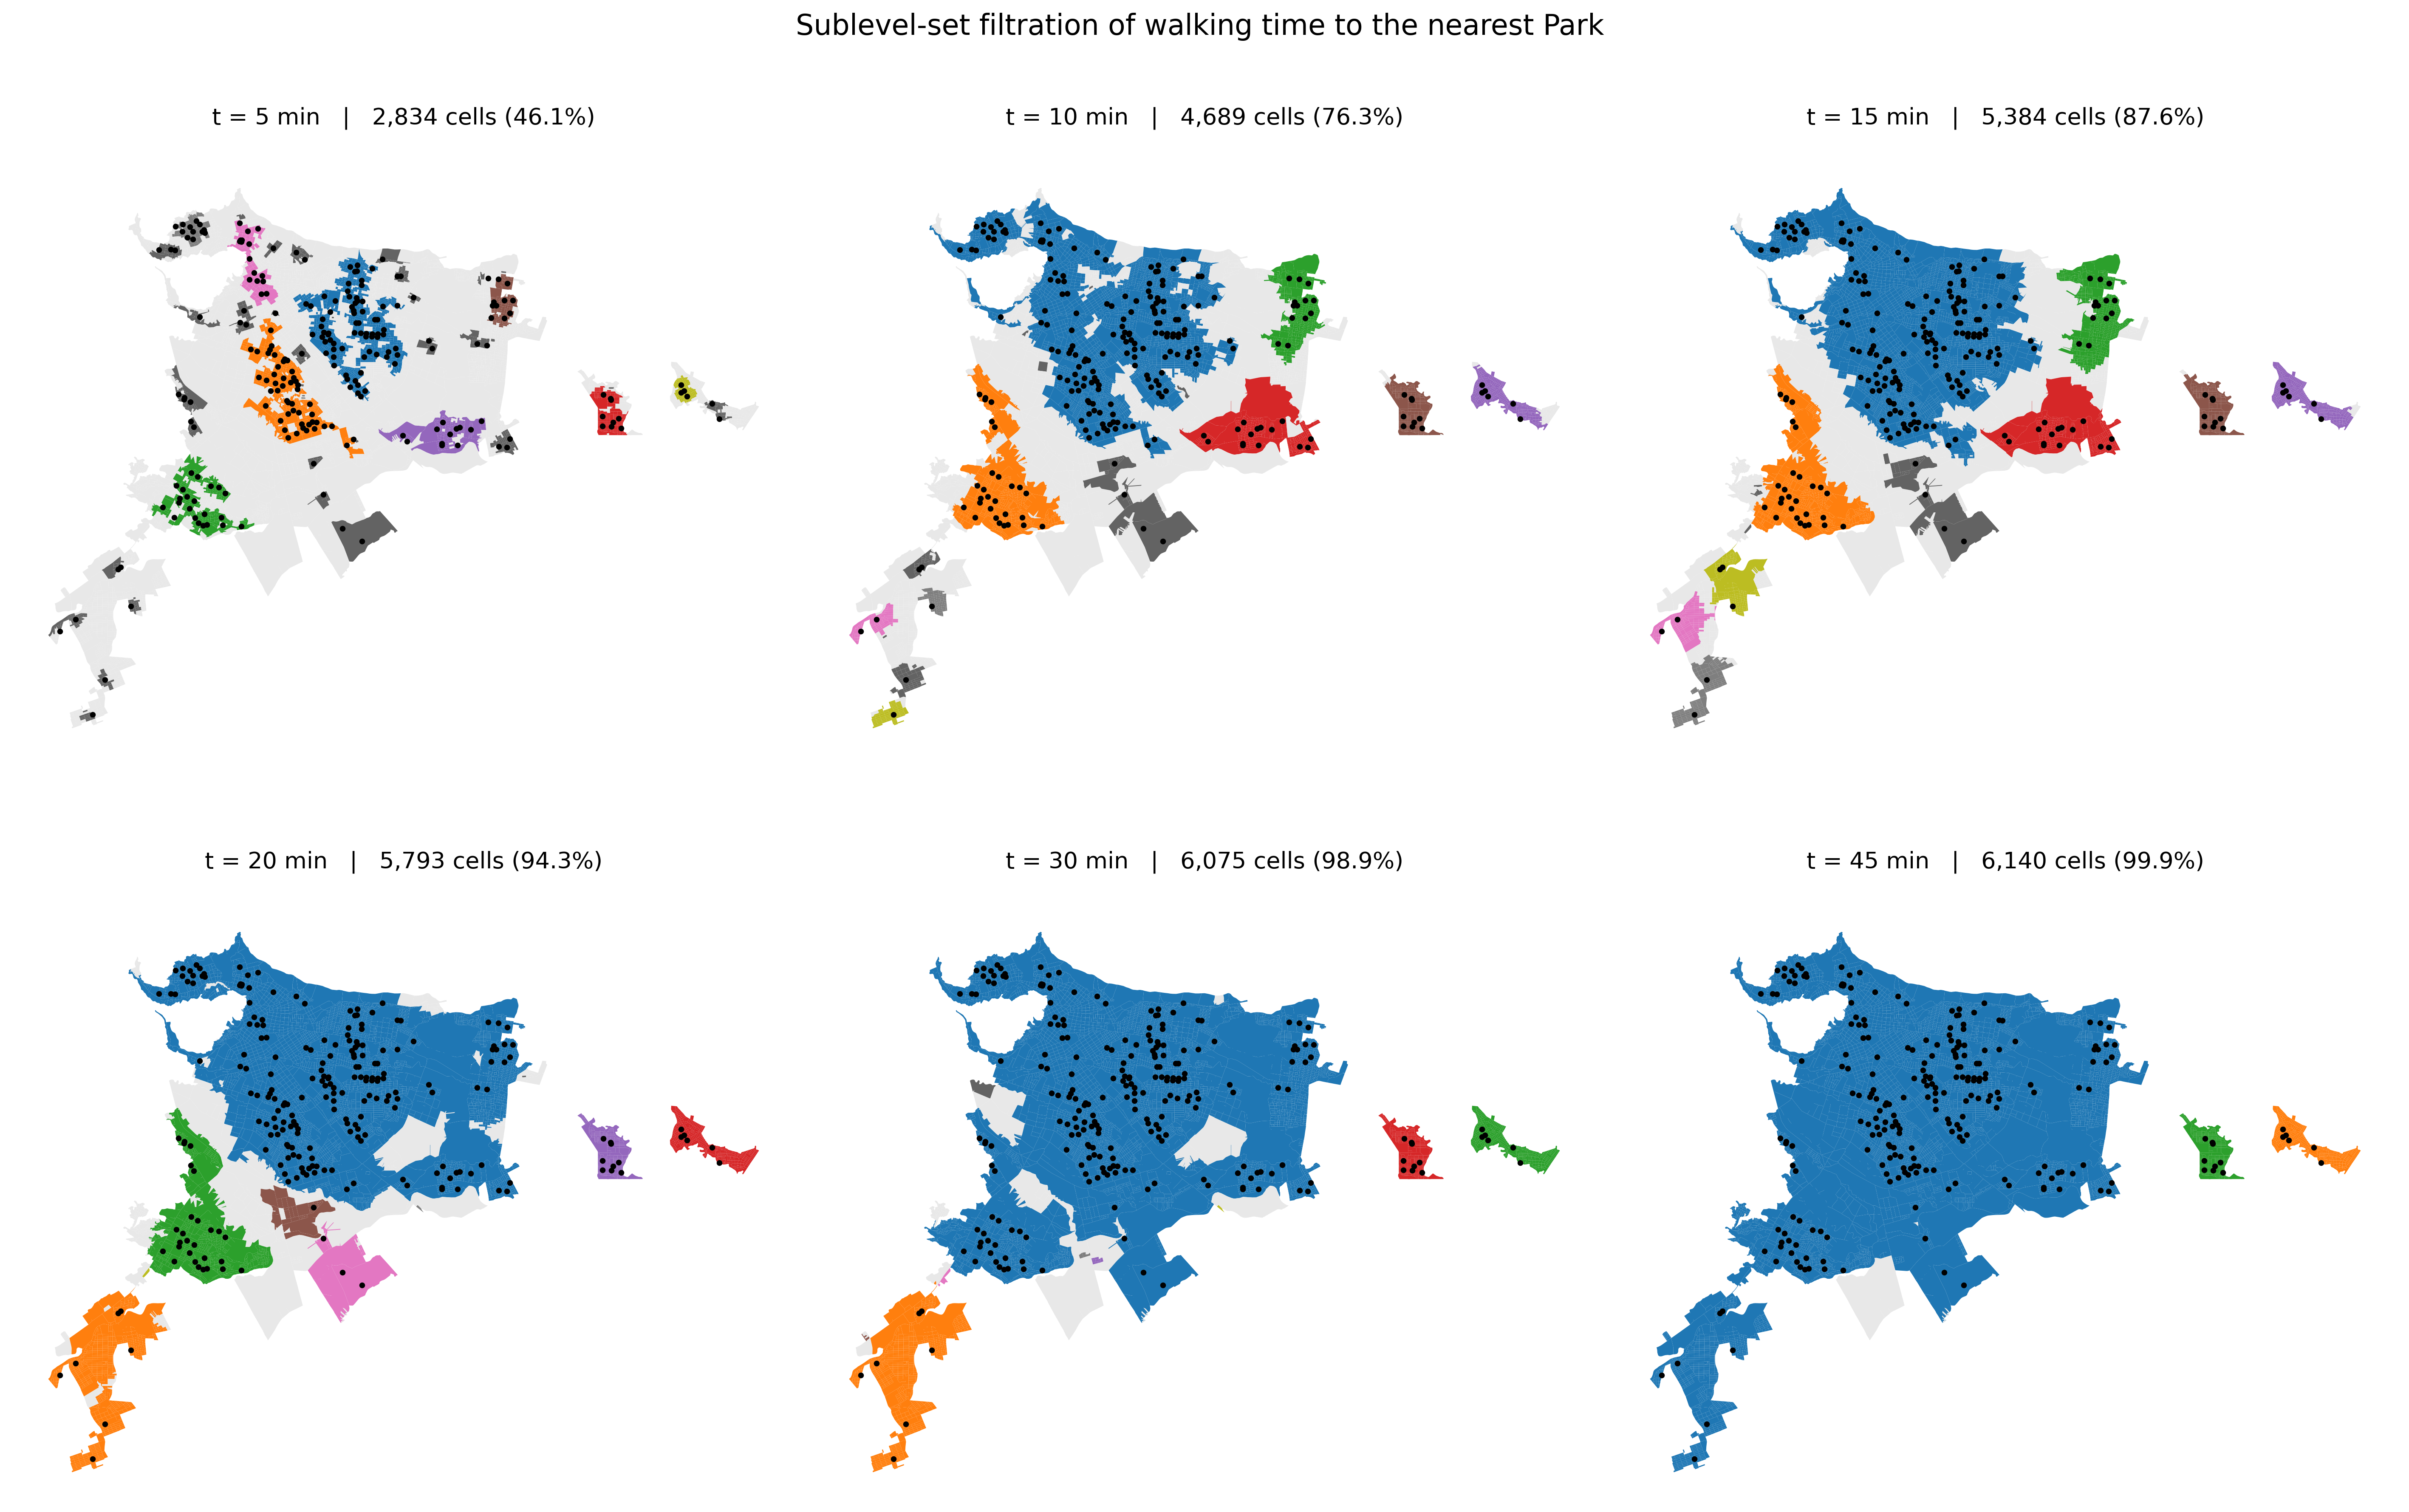 Sublevel-set filtration of walking time to the nearest Park
t = 5 min | 2,834 cells (46.1%)
t = 10 min | 4,689 cells (76.3%)
t = 15 min | 5,384 cells (87.6%)
t = 20 min | 5,793 cells (94.3%)
t = 30 min | 6,075 cells (98.9%)
t = 45 min | 6,140 cells (99.9%)